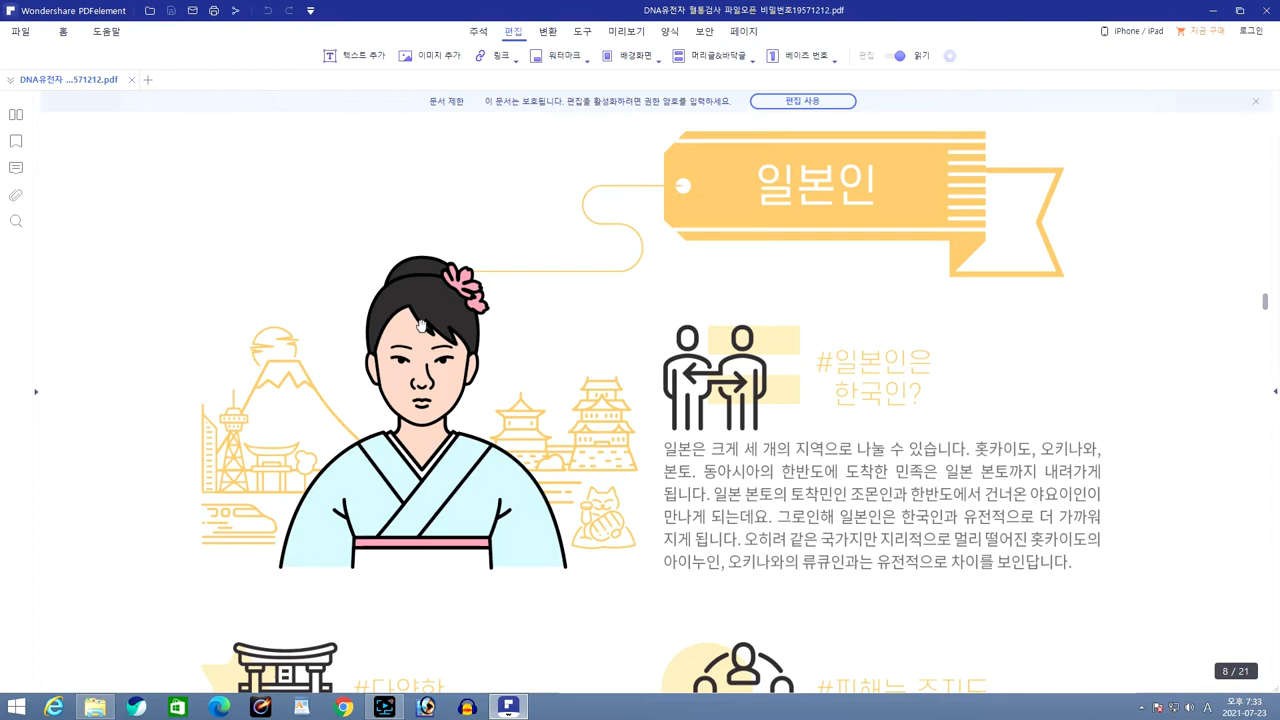 Wondershare PDFelement
DNA유전자 혈통검사 파일오픈 비밀번호19571212.pdf
파일 홈 도움말 주석 편집 변환 도구 미리보기 양식 보안 페이지 iPhone / iPad 지금 구매 로그인
텍스트 추가 이미지 추가 링크 워터마크 배경화면 머리글&바닥글 베이츠 번호 편집 읽기
DNA유전자 ...571212.pdf
문서 제한 이 문서는 보호됩니다. 편집을 활성화하려면 권한 암호를 입력하세요. 편집 사용
일본인
#일본인은
한국인?
일본은 크게 세 개의 지역으로 나눌 수 있습니다. 홋카이도, 오키나와,
본토. 동아시아의 한반도에 도착한 민족은 일본 본토까지 내려가게
됩니다. 일본 본토의 토착민인 조몬인과 한반도에서 건너온 야요이인이
만나게 되는데요. 그로인해 일본인은 한국인과 유전적으로 더 가까워
지게 됩니다. 오히려 같은 국가지만 지리적으로 멀리 떨어진 홋카이도의
아이누인, 오키나와의 류큐인과는 유전적으로 차이를 보인답니다.
#다양한
8 / 21
오후 7:33
2021-07-23